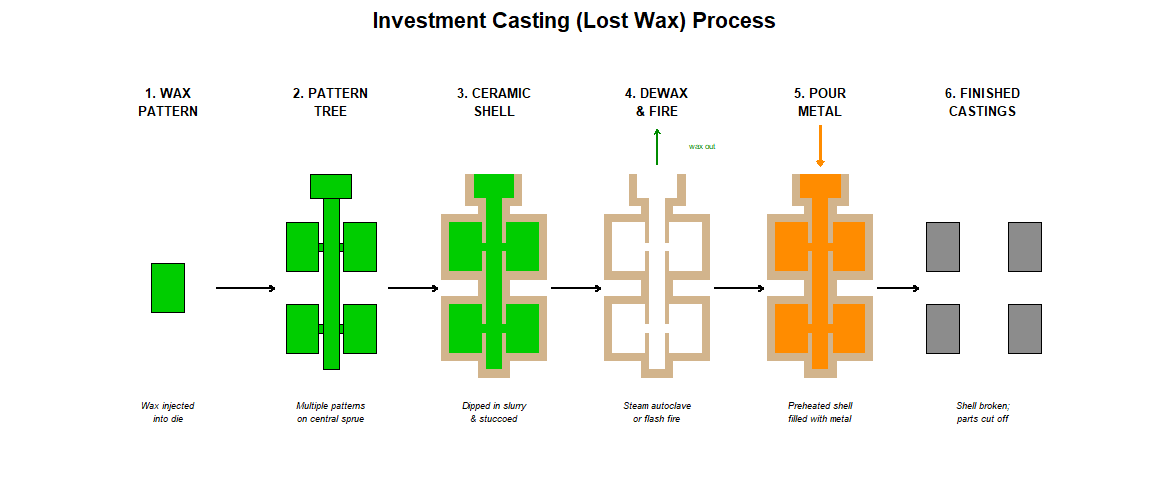 Investment Casting (Lost Wax) Process
1. WAX
PATTERN
2. PATTERN
TREE
3. CERAMIC
SHELL
4. DEWAX
& FIRE
5. POUR
METAL
6. FINISHED
CASTINGS
wax out
Wax injected
into die
Multiple patterns
on central sprue
Dipped in slurry
& stuccoed
Steam autoclave
or flash fire
Preheated shell
filled with metal
Shell broken;
parts cut off